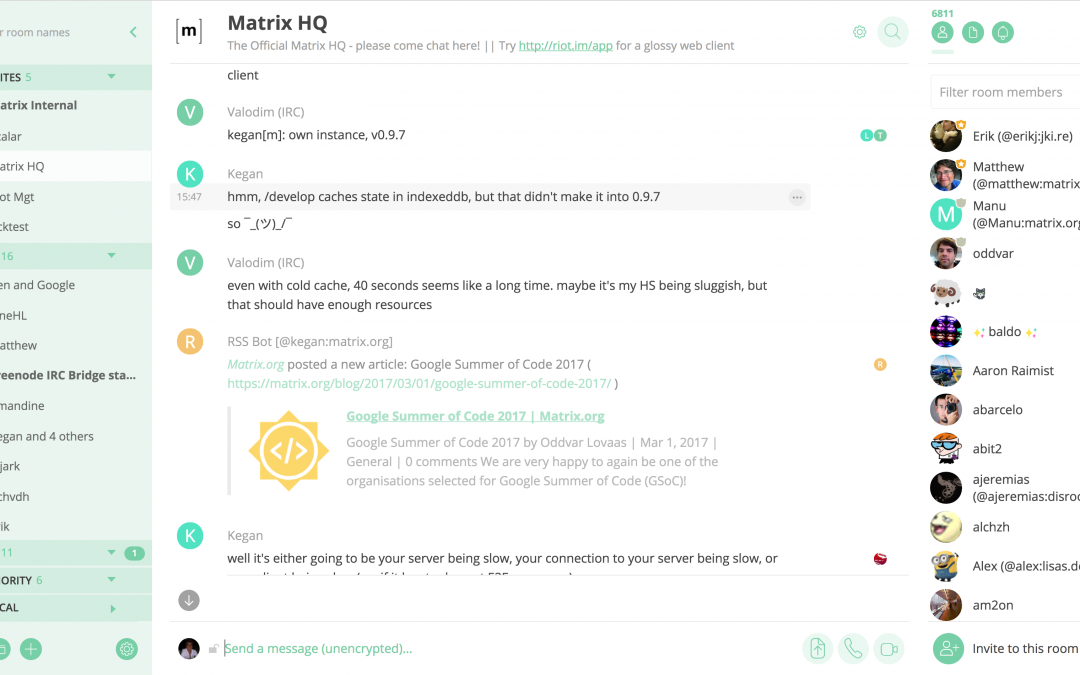 r room names
ITES 5
atrix Internal
alar
atrix HQ
ot Mgt
cktest
16
en and Google
neHL
atthew
eenode IRC Bridge sta...
mandine
egan and 4 others
jark
chvdh
ik
11
1
IORITY 6
CAL
[m]
Matrix HQ
The Official Matrix HQ - please come chat here! || Try http://riot.im/app for a glossy web client
client
V
Valodim (IRC)
kegan[m]: own instance, v0.9.7
L T
K
Kegan
15:47
hmm, /develop caches state in indexeddb, but that didn't make it into 0.9.7
so ¯_(ツ)_/¯
V
Valodim (IRC)
even with cold cache, 40 seconds seems like a long time. maybe it's my HS being sluggish, but
that should have enough resources
R
RSS Bot [@kegan:matrix.org]
Matrix.org posted a new article: Google Summer of Code 2017 (
R
https://matrix.org/blog/2017/03/01/google-summer-of-code-2017/ )
</>
Google Summer of Code 2017 | Matrix.org
Google Summer of Code 2017 by Oddvar Lovaas | Mar 1, 2017 |
General | 0 comments We are very happy to again be one of the
organisations selected for Google Summer of Code (GSoC)!
K
Kegan
well it's either going to be your server being slow, your connection to your server being slow, or
Send a message (unencrypted)...
6811
Filter room members
Erik (@erikj:jki.re)
Matthew
(@matthew:matrix
M
Manu
(@Manu:matrix.org
oddvar
✨ baldo ✨
Aaron Raimist
abarcelo
abit2
ajeremias
(@ajeremias:disroo
alchzh
Alex (@alex:lisas.de
am2on
Invite to this room